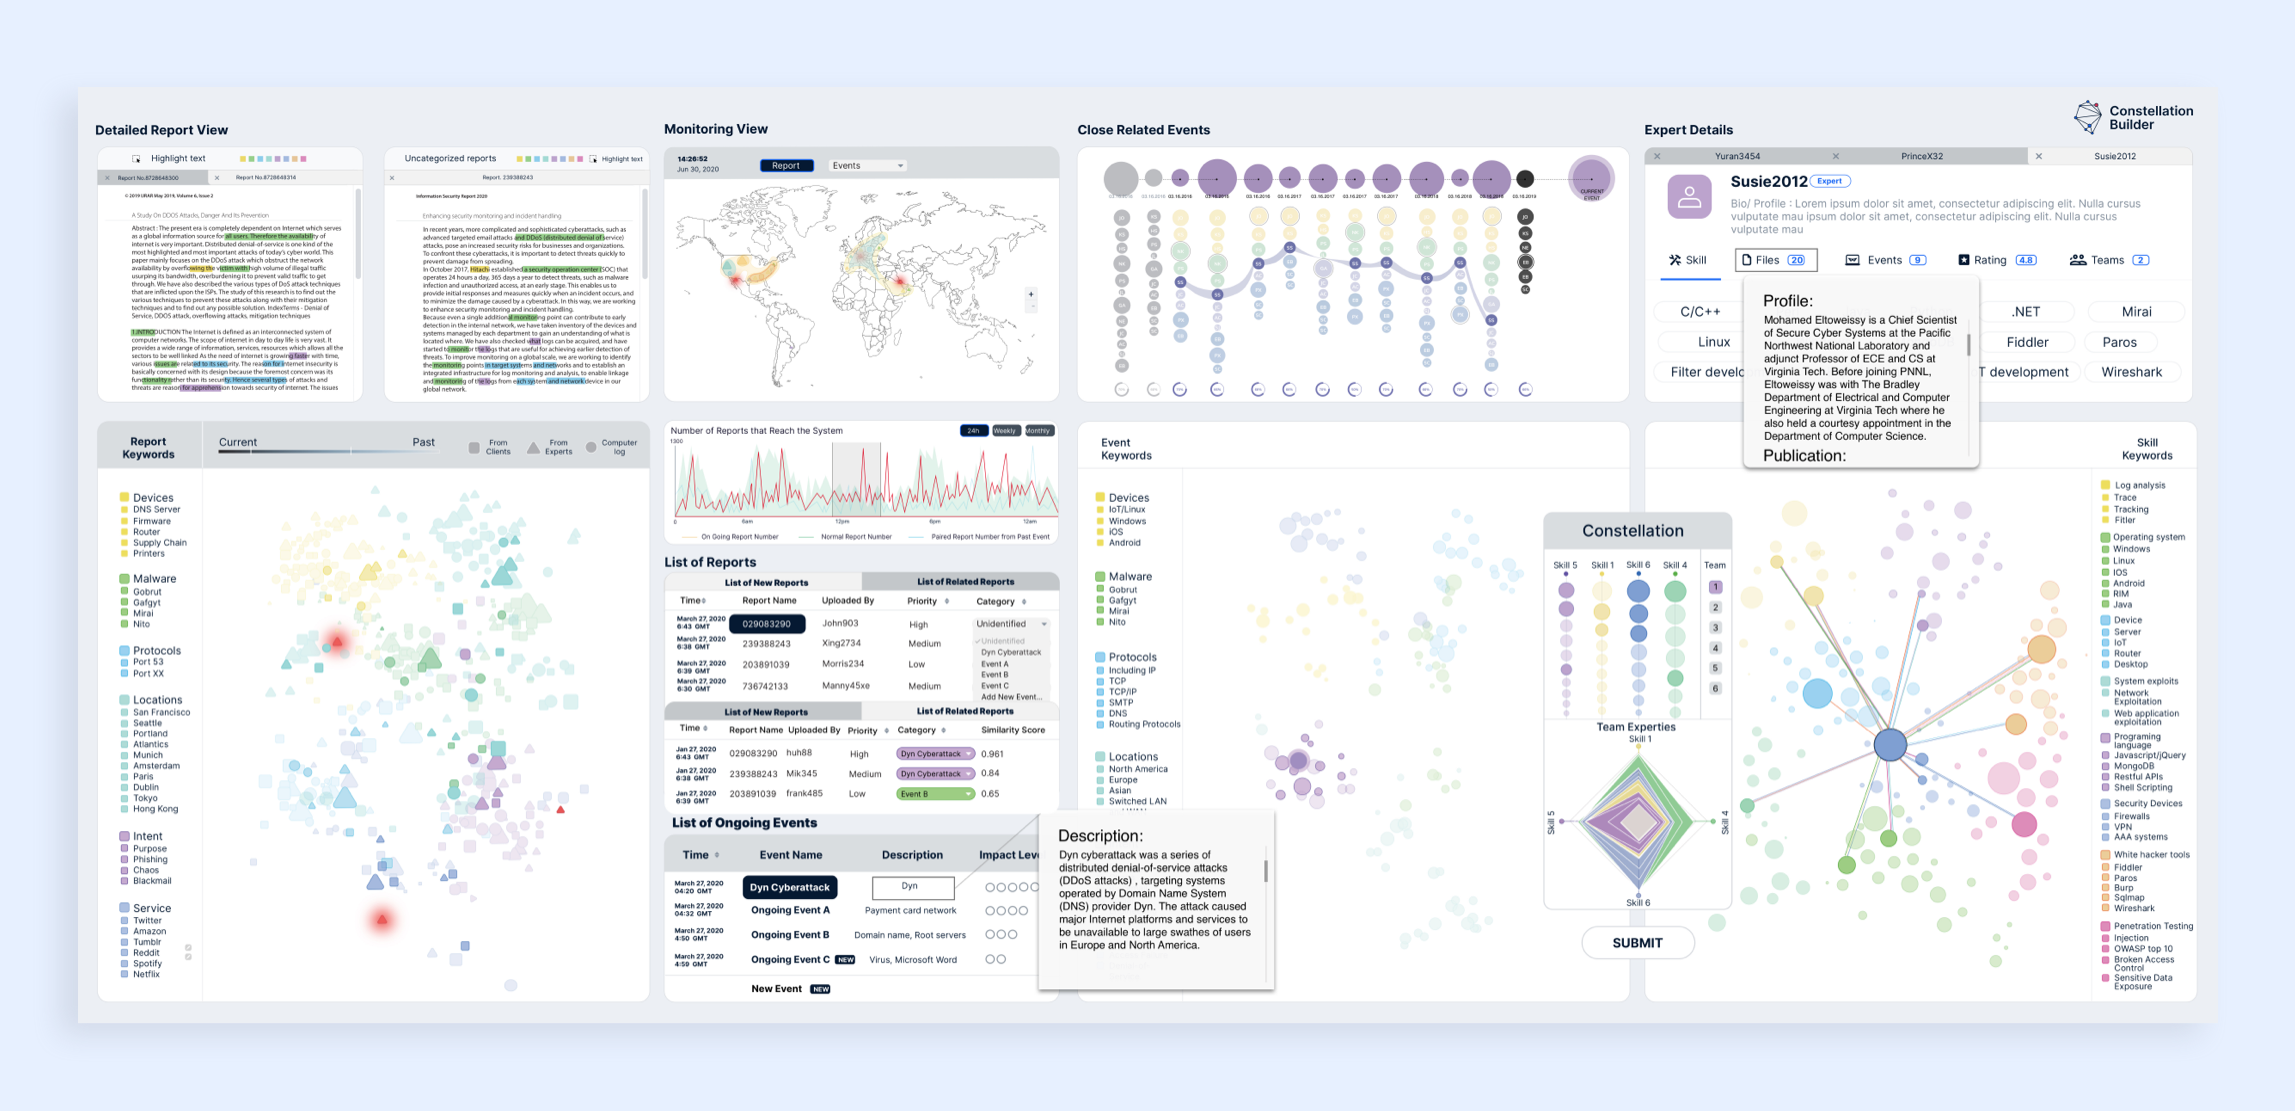 Constellation
Builder
Detailed Report View
Highlight text
Report No.8728648300
Report No.8728648314
© 2019 IJRAR May 2019, Volume 6, Issue 2
A Study On DDOS Attacks, Danger And Its Prevention
Abstract : The present era is completely dependent on Internet which serves
as a global information source for all users. Therefore the availability of
internet is very important. Distributed denial-of-service is one kind of the
most highlighted and most important attacks of today's cyber world. This
paper mainly focuses on the DDoS attack which obstruct the network
availability by overflowing the victim with high volume of illegal traffic
usurping its bandwidth, overburdening it to prevent valid traffic to get
through. We have also described the various types of DoS attack techniques
that are inflicted upon the ISPs. The study of this research is to find out the
various techniques to prevent these attacks along with their mitigation
techniques and to find out any possible solution. IndexTerms - Denial of
Service, DDOS attack, overflowing attacks, mitigation techniques
1.INTRODUCTION The Internet is defined as an interconnected system of
computer networks. The scope of internet in day to day life is very vast. It
provides a wide range of information, services, resources which allows all the
sectors to be well linked As the need of internet is growing faster with time,
various issues are related to its security. The reason for internet insecurity is
basically concerned with its design because the foremost concern was its
functionality rather than its security. Hence several types of attacks and
threats are reason for apprehension towards security of internet. The issues
Uncategorized reports
Highlight text
Report. 239388243
Information Security Report 2020
Enhancing security monitoring and incident handling
In recent years, more complicated and sophisticated cyberattacks, such as
advanced targeted email attacks and DDoS (distributed denial of service)
attacks, pose an increased security risks for businesses and organizations.
To confront these cyberattacks, it is important to detect threats quickly to
prevent damage from spreading.
In October 2017, Hitachi established a security operation center (SOC) that
operates 24 hours a day, 365 days a year to detect threats, such as malware
infection and unauthorized access, at an early stage. This enables us to
provide initial responses and measures quickly when an incident occurs, and
to minimize the damage caused by a cyberattack. In this way, we are working
to enhance security monitoring and incident handling.
Because even a single additional monitoring point can contribute to early
detection in the internal network, we have taken inventory of the devices and
systems managed by each department to gain an understanding of what is
located where. We have also checked what logs can be acquired, and have
started to monitor the logs that are useful for achieving earlier detection of
threats. To improve monitoring on a global scale, we are working to identify
the monitoring points in target systems and networks and to establish an
integrated infrastructure for log monitoring and analysis, to enable linkage
and monitoring of the logs from each system and network device in our
global network.
Monitoring View
14:26:52
Jun 30, 2020
Report
Events
+
-
Close Related Events
03.16.2016
CURRENT
EVENT
SS
Expert Details
Yuran3454
PrinceX32
Susie2012
Susie2012
Expert
Bio/ Profile : Lorem ipsum dolor sit amet, consectetur adipiscing elit. Nulla cursus
vulputate mau ipsum dolor sit amet, consectetur adipiscing elit. Nulla cursus
vulputate mau
Skill
Files 20
Events 9
Rating 4.8
Teams 2
C/C++
.NET
Mirai
Linux
Fiddler
Paros
Filter develo
T development
Wireshark
Profile:
Mohamed Eltoweissy is a Chief Scientist
of Secure Cyber Systems at the Pacific
Northwest National Laboratory and
adjunct Professor of ECE and CS at
Virginia Tech. Before joining PNNL,
Eltoweissy was with The Bradley
Department of Electrical and Computer
Engineering at Virginia Tech where he
also held a courtesy appointment in the
Department of Computer Science.
Publication:
Report
Keywords
Current
Past
From
Clients
From
Experts
Computer
log
Devices
DNS Server
Firmware
Router
Supply Chain
Printers
Malware
Gobrut
Gafgyt
Mirai
Nito
Protocols
Port 53
Port XX
Locations
San Francisco
Seattle
Portland
Atlantics
Munich
Amsterdam
Paris
Dublin
Tokyo
Hong Kong
Intent
Purpose
Phishing
Chaos
Blackmail
Service
Twitter
Amazon
Tumblr
Reddit
Spotify
Netflix
Number of Reports that Reach the System
24h
Weekly
Monthly
1300
0
6am
12pm
6pm
12am
On Going Report Number
Normal Report Number
Paired Report Number from Past Event
List of Reports
List of New Reports
List of Related Reports
Time
Report Name
Uploaded By
Priority
Category
March 27, 2020
6:43 GMT
029083290
John903
High
Unidentified
March 27, 2020
6:38 GMT
239388243
Xing2734
Medium
March 27, 2020
6:39 GMT
203891039
Morris234
Low
March 27, 2020
6:30 GMT
736742133
Manny45xe
Medium
Unidentified
Dyn Cyberattack
Event A
Event B
Event C
Add New Event...
List of New Reports
List of Related Reports
Time
Report Name
Uploaded By
Priority
Category
Similarity Score
Jan 27, 2020
6:43 GMT
029083290
huh88
High
Dyn Cyberattack
0.961
Jan 27, 2020
6:38 GMT
239388243
Mik345
Medium
Dyn Cyberattack
0.84
Jan 27, 2020
6:39 GMT
203891039
frank485
Low
Event B
0.65
List of Ongoing Events
Time
Event Name
Description
Impact Leve
March 27, 2020
04:20 GMT
Dyn Cyberattack
Dyn
March 27, 2020
04:32 GMT
Ongoing Event A
Payment card network
March 27, 2020
4:50 GMT
Ongoing Event B
Domain name, Root servers
March 27, 2020
4:59 GMT
Ongoing Event C NEW
Virus, Microsoft Word
New Event NEW
Description:
Dyn cyberattack was a series of
distributed denial-of-service attacks
(DDoS attacks) , targeting systems
operated by Domain Name System
(DNS) provider Dyn. The attack caused
major Internet platforms and services to
be unavailable to large swathes of users
in Europe and North America.
Event
Keywords
Devices
IoT/Linux
Windows
iOS
Android
Malware
Gobrut
Gafgyt
Mirai
Nito
Protocols
Including IP
TCP
TCP/IP
SMTP
DNS
Routing Protocols
Locations
North America
Europe
Asian
Switched LAN
Constellation
Skill 5
Skill 1
Skill 6
Skill 4
Team
1
2
3
4
5
6
Team Experties
Skill 1
Skill 5
Skill 4
Skill 6
SUBMIT
Skill
Keywords
Log analysis
Trace
Tracking
Fitler
Operating system
Windows
Linux
IOS
Android
RIM
Java
Device
Server
IoT
Router
Desktop
System exploits
Network
Exploitation
Web application
exploitation
Programing
language
Javascript/jQuery
MongoDB
Restful APIs
Shell Scripting
Security Devices
Firewalls
VPN
AAA systems
White hacker tools
Fiddler
Paros
Burp
Sqlmap
Wireshark
Penetration Testing
Injection
OWASP top 10
Broken Access
Control
Sensitive Data
Exposure